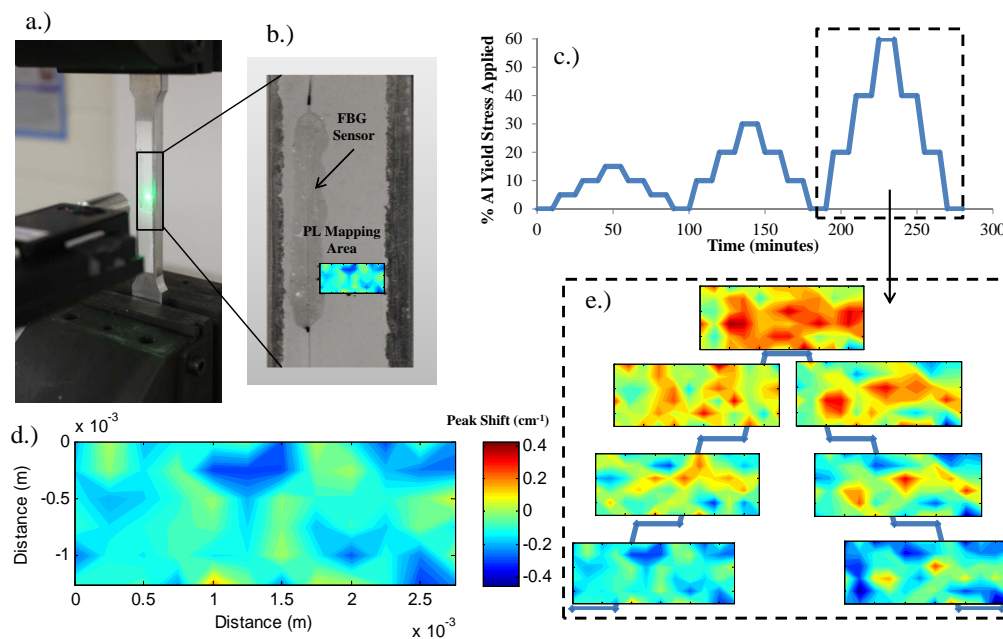 a.)
b.)
FBG
Sensor
PL Mapping
Area
c.)
% Al Yield Stress Applied
60
50
40
30
20
10
0
0 50 100 150 200 250 300
Time (minutes)
d.)
x 10⁻³
Distance (m)
0
-0.5
-1
0 0.5 1 1.5 2 2.5
Distance (m)
x 10⁻³
Peak Shift (cm⁻¹)
0.4
0.2
0
-0.2
-0.4
e.)